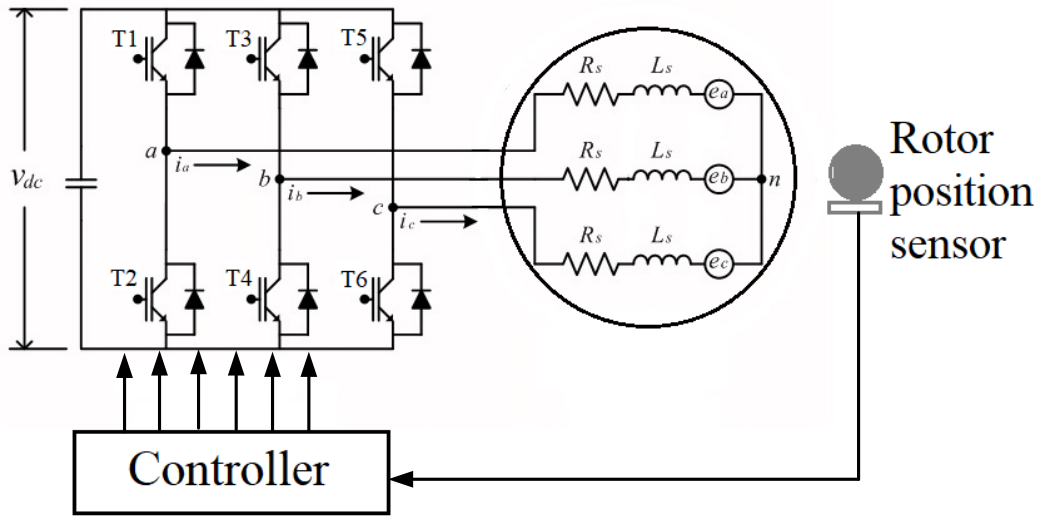 T1
T3
T5
R_s L_s e_a
a
i_a
v_dc
b
i_b
R_s L_s e_b n
c
i_c
R_s L_s e_c
T2
T4
T6
Rotor
position
sensor
Controller